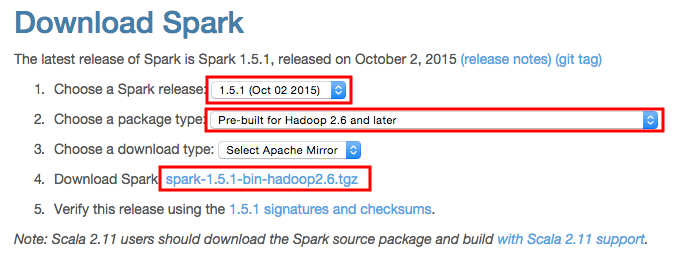 Download Spark
The latest release of Spark is Spark 1.5.1, released on October 2, 2015 (release notes) (git tag)
1. Choose a Spark release: 1.5.1 (Oct 02 2015)
2. Choose a package type: Pre-built for Hadoop 2.6 and later
3. Choose a download type: Select Apache Mirror
4. Download Spark: spark-1.5.1-bin-hadoop2.6.tgz
5. Verify this release using the 1.5.1 signatures and checksums.
Note: Scala 2.11 users should download the Spark source package and build with Scala 2.11 support.